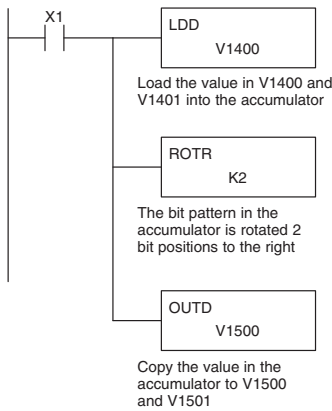 X1
LDD
V1400
Load the value in V1400 and
V1401 into the accumulator
ROTR
K2
The bit pattern in the
accumulator is rotated 2
bit positions to the right
OUTD
V1500
Copy the value in the
accumulator to V1500
and V1501